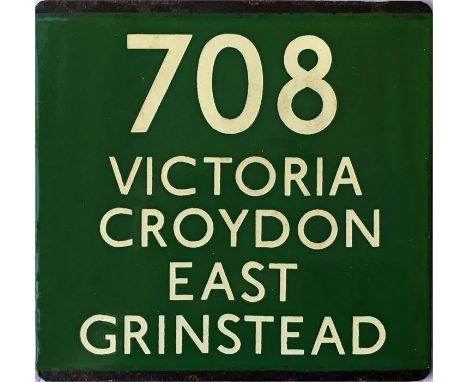 708
VICTORIA
CROYDON
EAST
GRINSTEAD